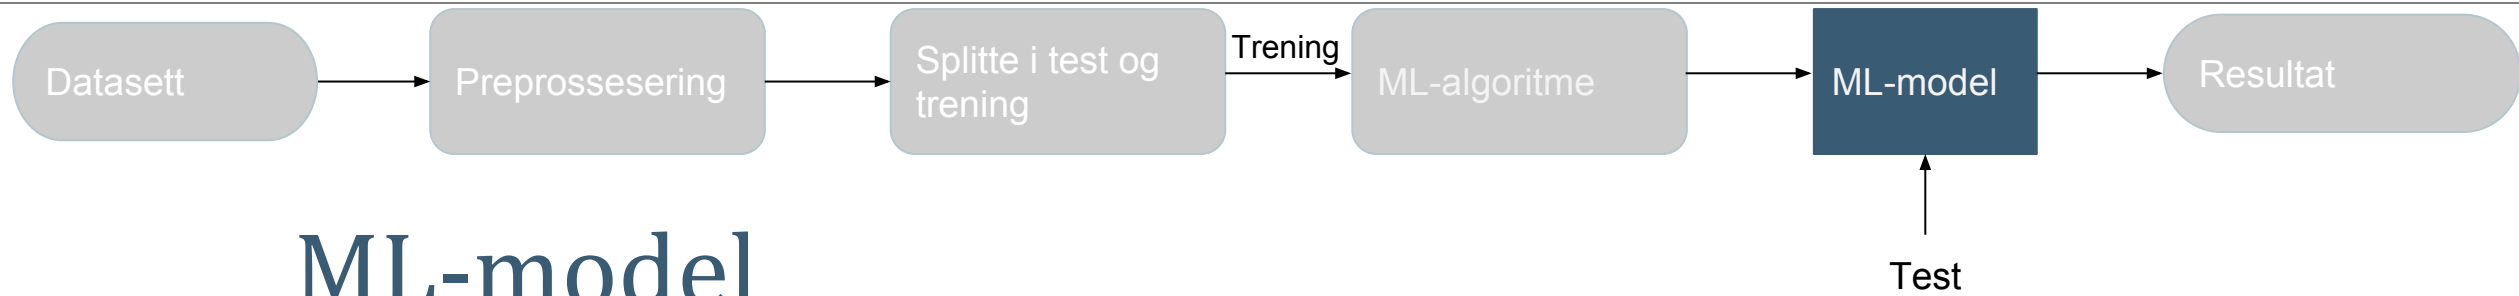 Datasett
Preprossesering
Splitte i test og
trening
Trening
ML-algoritme
ML-model
Resultat
Test
ML-model